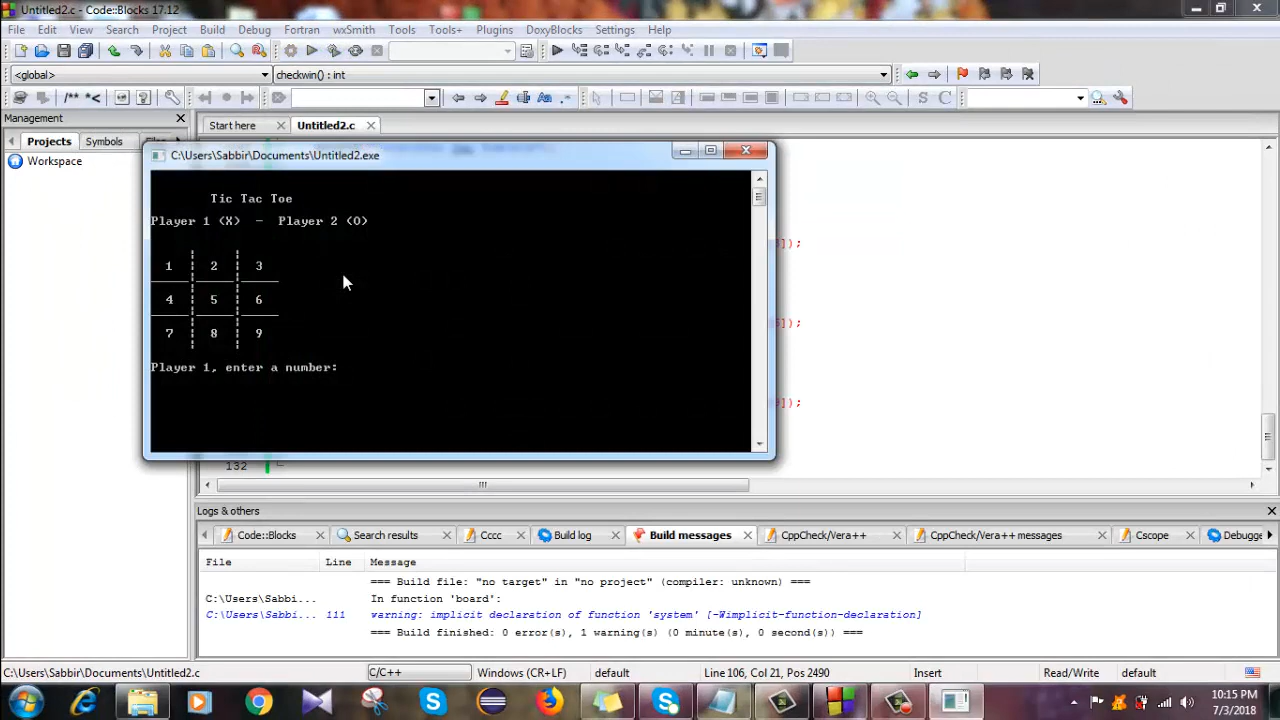 Untitled2.c - Code::Blocks 17.12
File Edit View Search Project Build Debug Fortran wxSmith Tools Tools+ Plugins DoxyBlocks Settings Help
<global> checkwin() : int
/** *<
Management
Start here Untitled2.c
Projects Symbols
Workspace
C:\Users\Sabbir\Documents\Untitled2.exe
Tic Tac Toe
Player 1 (X) - Player 2 (O)
1 2 3
4 5 6
7 8 9
Player 1, enter a number:
]);
]);
]);
132
Logs & others
Code::Blocks Search results Cccc Build log Build messages CppCheck/Vera++ CppCheck/Vera++ messages Cscope Debugge
File Line Message
=== Build file: "no target" in "no project" (compiler: unknown) ===
C:\Users\Sabbi... In function 'board':
C:\Users\Sabbi... 111 warning: implicit declaration of function 'system' [-Wimplicit-function-declaration]
=== Build finished: 0 error(s), 1 warning(s) (0 minute(s), 0 second(s)) ===
C:\Users\Sabbir\Documents\Untitled2.c C/C++ Windows (CR+LF) default Line 106, Col 21, Pos 2490 Insert Read/Write default
10:15 PM
7/3/2018